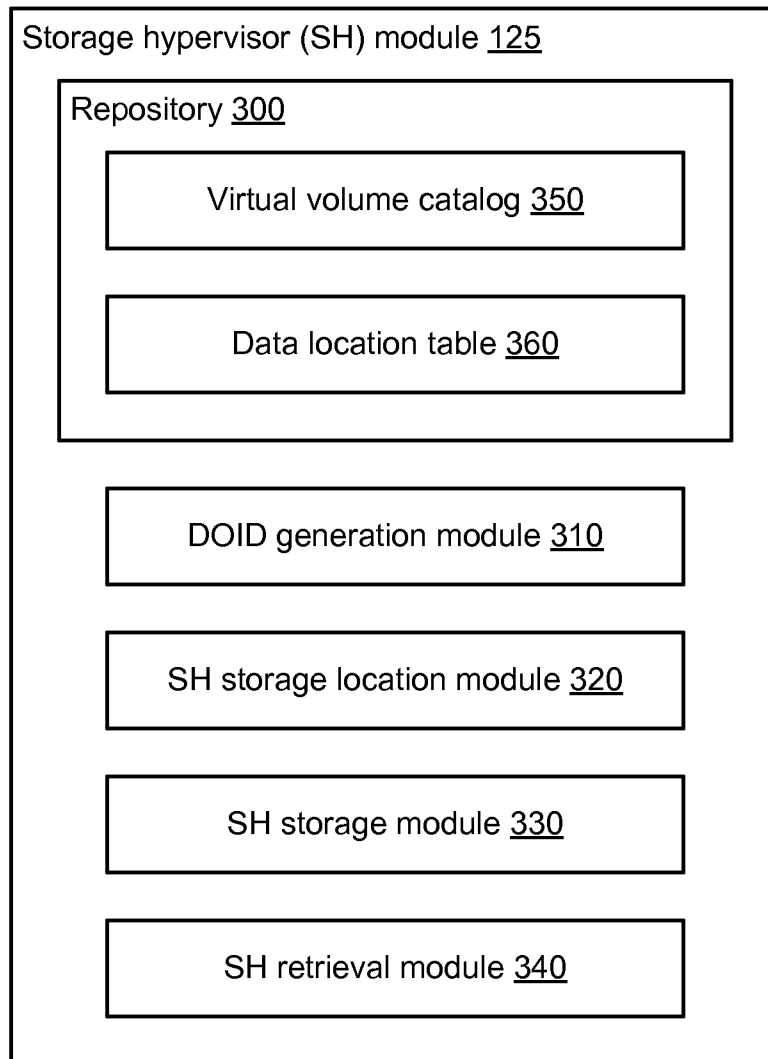 Storage hypervisor (SH) module 125
Repository 300
Virtual volume catalog 350
Data location table 360
DOID generation module 310
SH storage location module 320
SH storage module 330
SH retrieval module 340